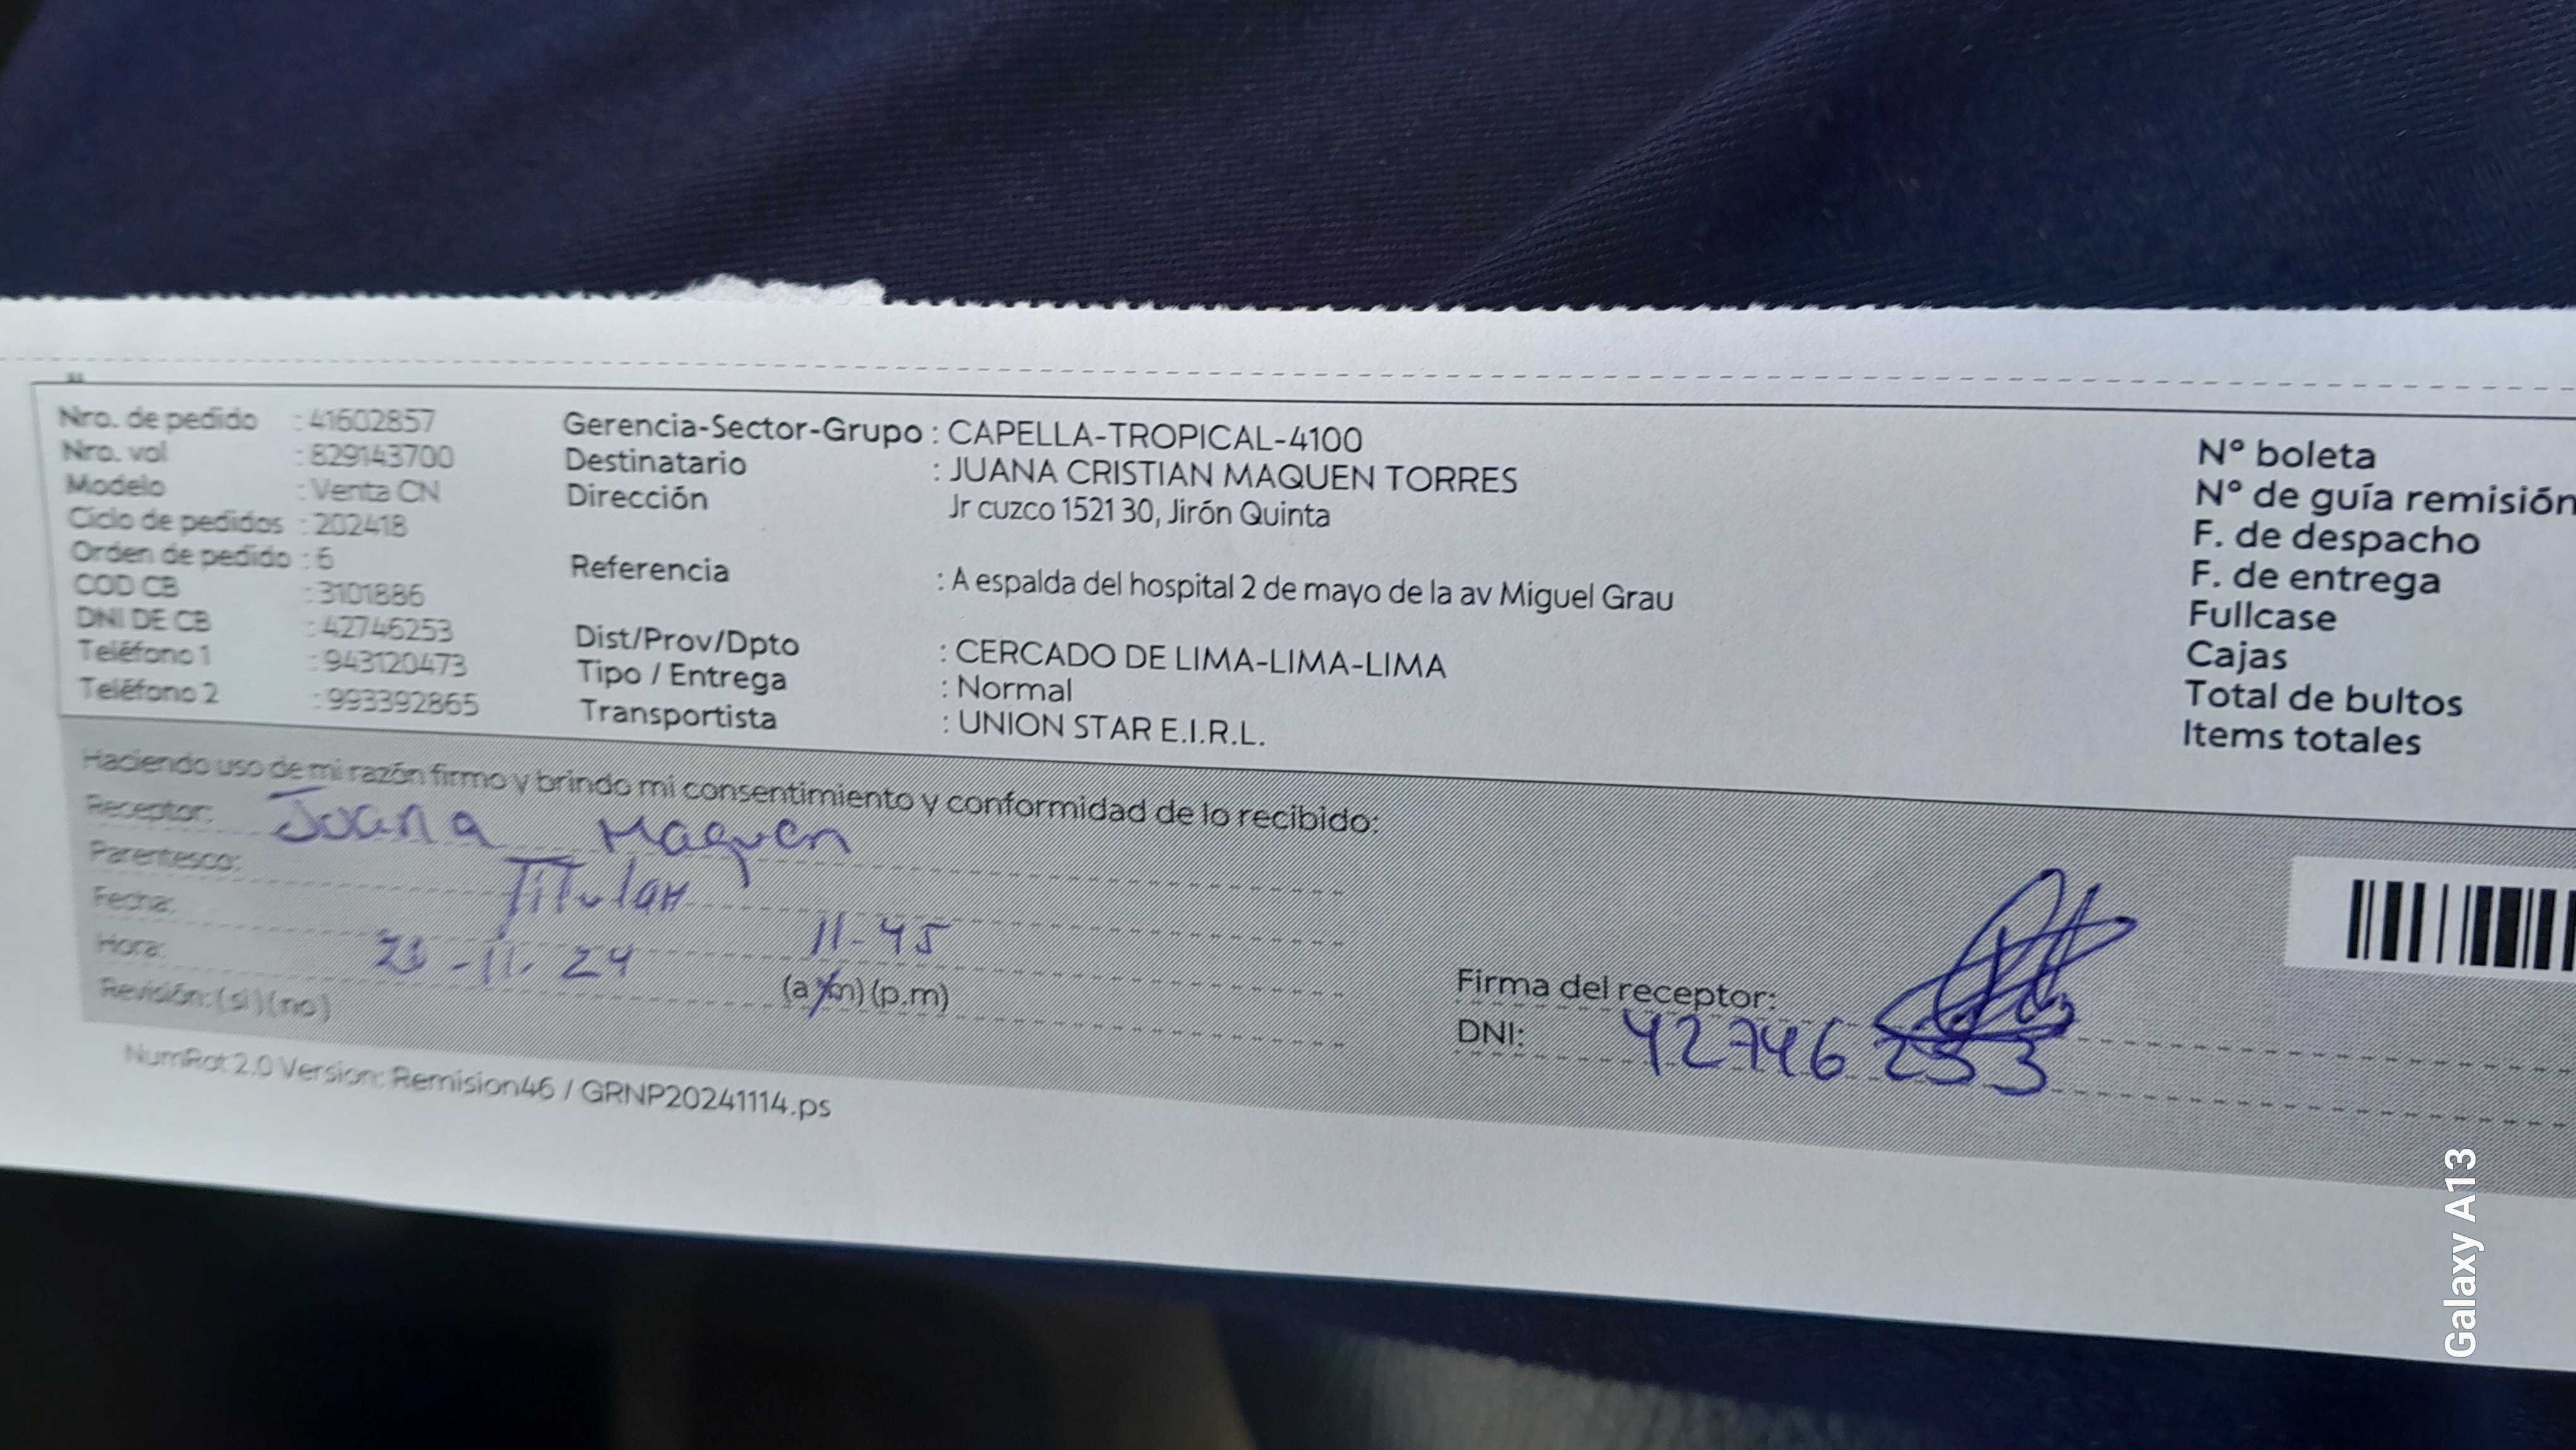 Nro. de pedido : 41602857
Nro. vol : 829143700
Modelo : Venta CN
Ciclo de pedidos : 202418
Orden de pedido : 6
COD CB : 3101886
DNI DE CB : 42746253
Teléfono 1 : 943120473
Teléfono 2 : 993392865
Gerencia-Sector-Grupo : CAPELLA-TROPICAL-4100
Destinatario : JUANA CRISTIAN MAQUEN TORRES
Dirección Jr cuzco 1521 30, Jirón Quinta
Referencia : A espalda del hospital 2 de mayo de la av Miguel Grau
Dist/Prov/Dpto : CERCADO DE LIMA-LIMA-LIMA
Tipo / Entrega : Normal
Transportista : UNION STAR E.I.R.L.
N° boleta
N° de guía remisión
F. de despacho
F. de entrega
Fullcase
Cajas
Total de bultos
Items totales
Haciendo uso de mi razón firmo y brindo mi consentimiento y conformidad de lo recibido:
Receptor: Juana Maquen
Parentesco: Titular
Fecha: 11-45
Hora: -11-24 (a.m) (p.m)
Revisión: (si) (no)
Firma del receptor:
DNI: 42746253
NumRot 2.0 Version: Remision46 / GRNP20241114.ps
Galaxy A13